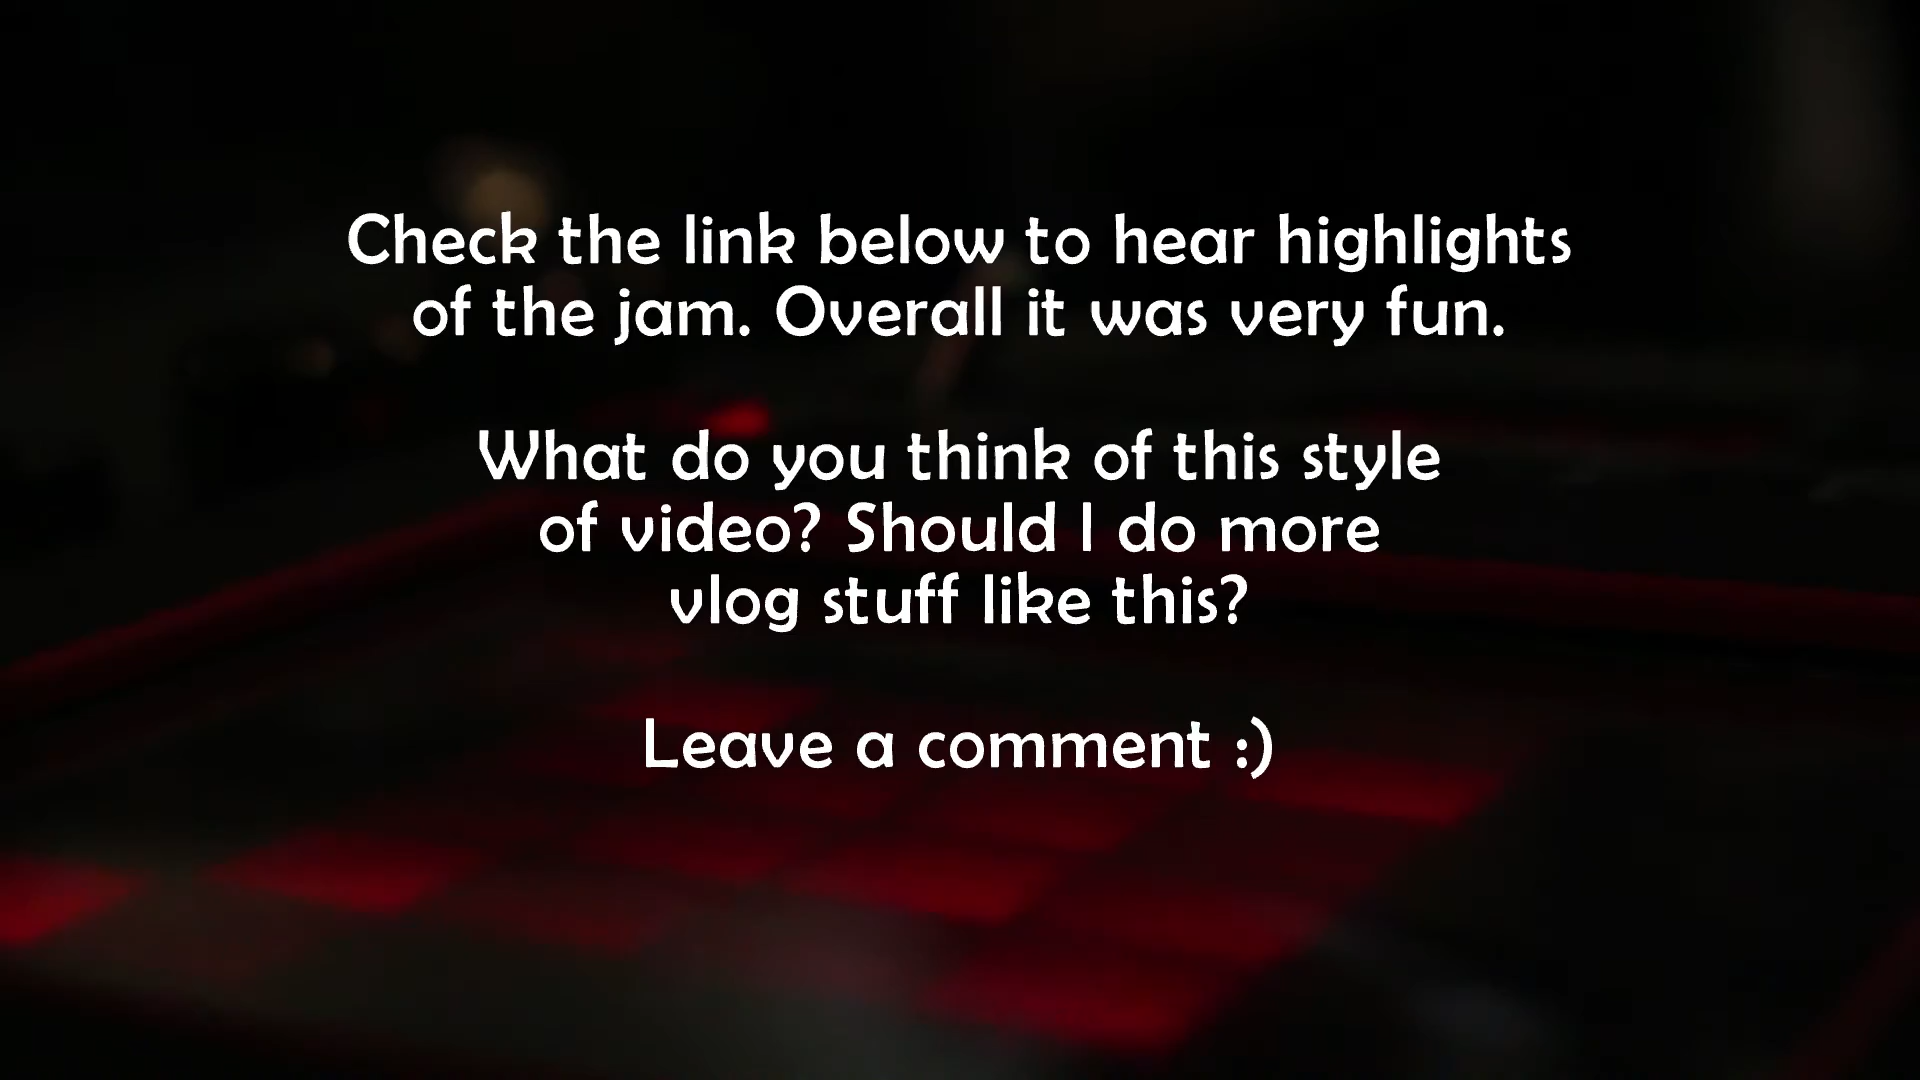 Check the link below to hear highlights
of the jam. Overall it was very fun.
What do you think of this style
of video? Should I do more
vlog stuff like this?
Leave a comment :)